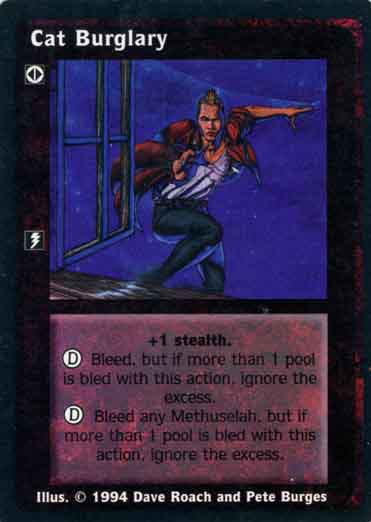 Cat Burglary
+1 stealth.
D Bleed, but if more than 1 pool
is bled with this action, ignore the
excess.
D Bleed any Methuselah, but if
more than 1 pool is bled with this
action, ignore the excess.
Illus. © 1994 Dave Roach and Pete Burges